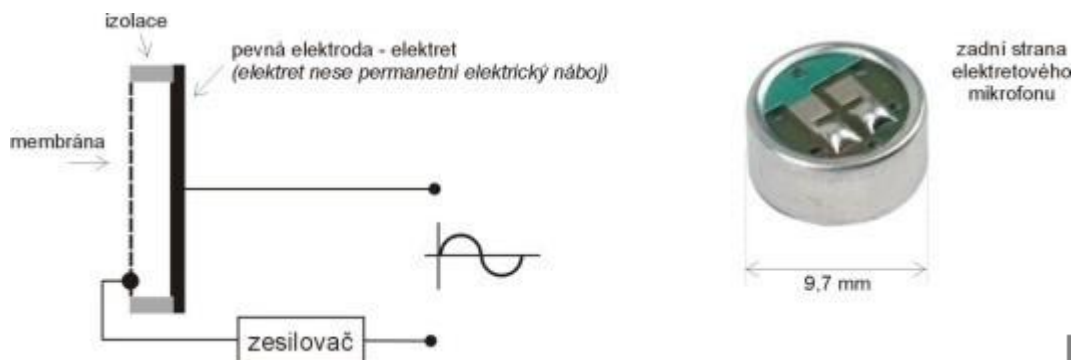 izolace
pevná elektroda - elektret
(elektret nese permanetní elektrický náboj)
membrána
zesilovač
zadní strana
elektretového
mikrofonu
9,7 mm